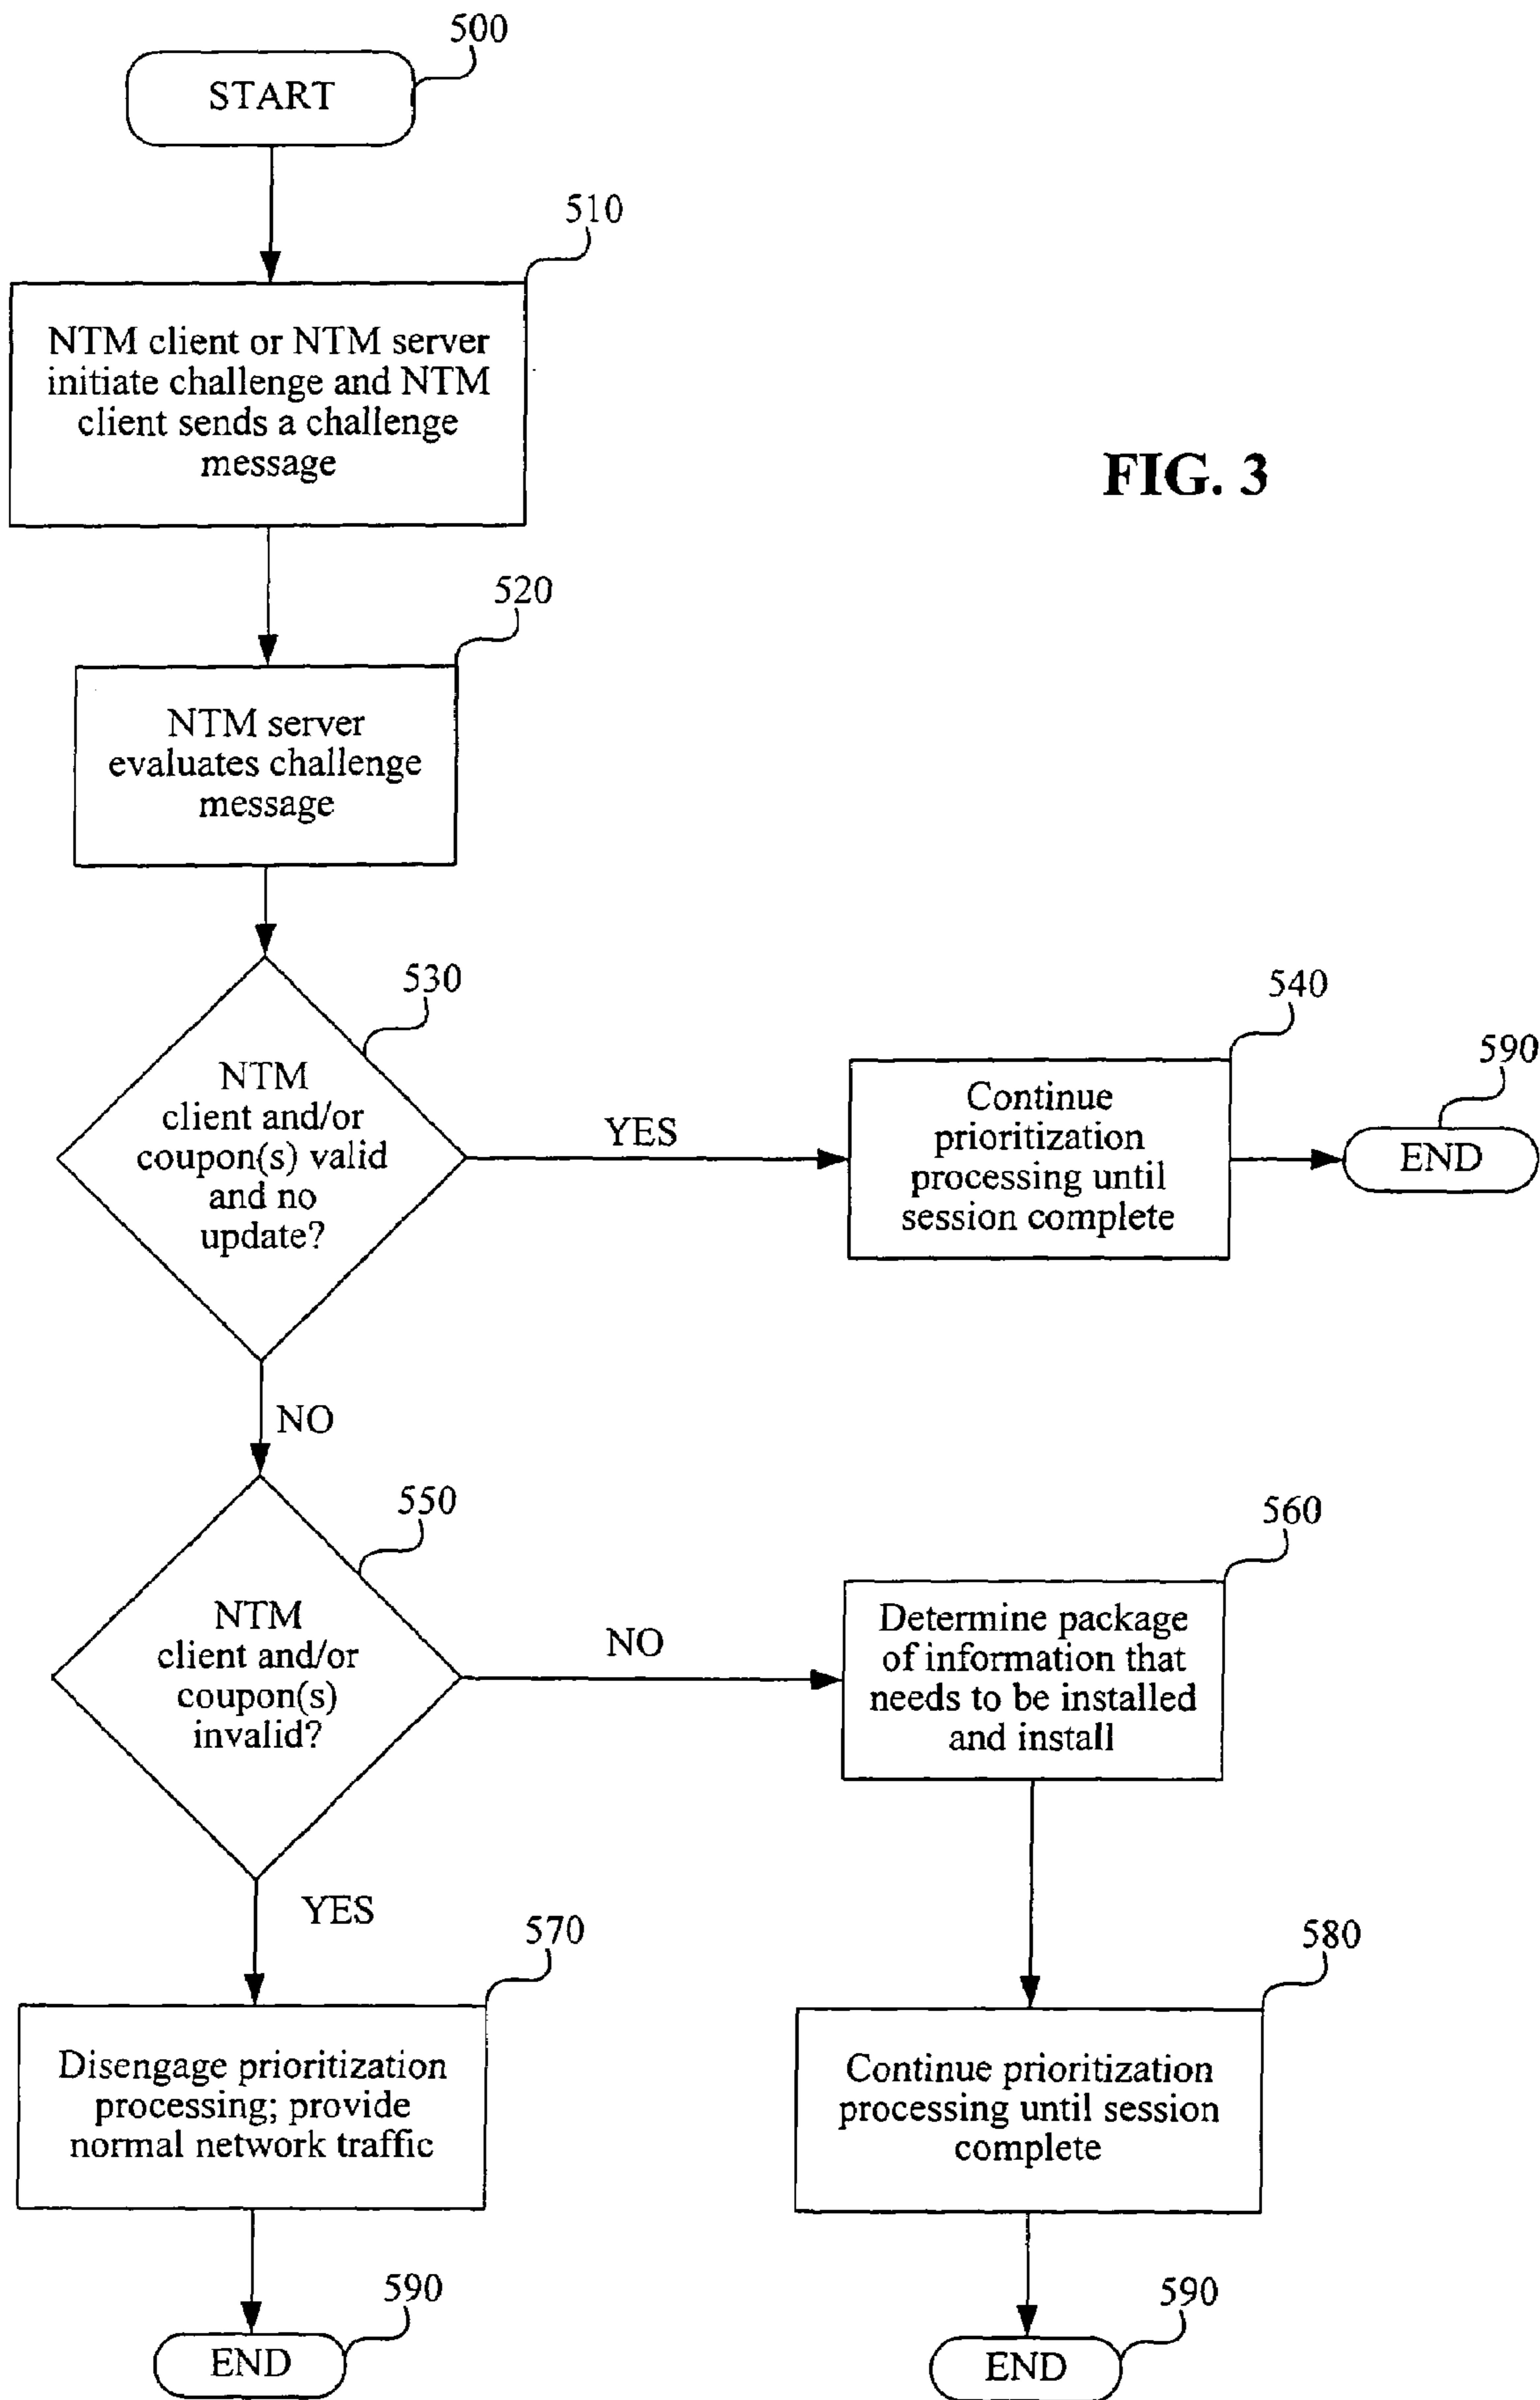 500
START
510
NTM client or NTM server
initiate challenge and NTM
client sends a challenge
message
FIG. 3
520
NTM server
evaluates challenge
message
530
NTM
client and/or
coupon(s) valid
and no
update?
YES
540
Continue
prioritization
processing until
session complete
590
END
NO
550
NTM
client and/or
coupon(s)
invalid?
NO
560
Determine package
of information that
needs to be installed
and install
YES
570
Disengage prioritization
processing; provide
normal network traffic
580
Continue prioritization
processing until session
complete
590
END
590
END